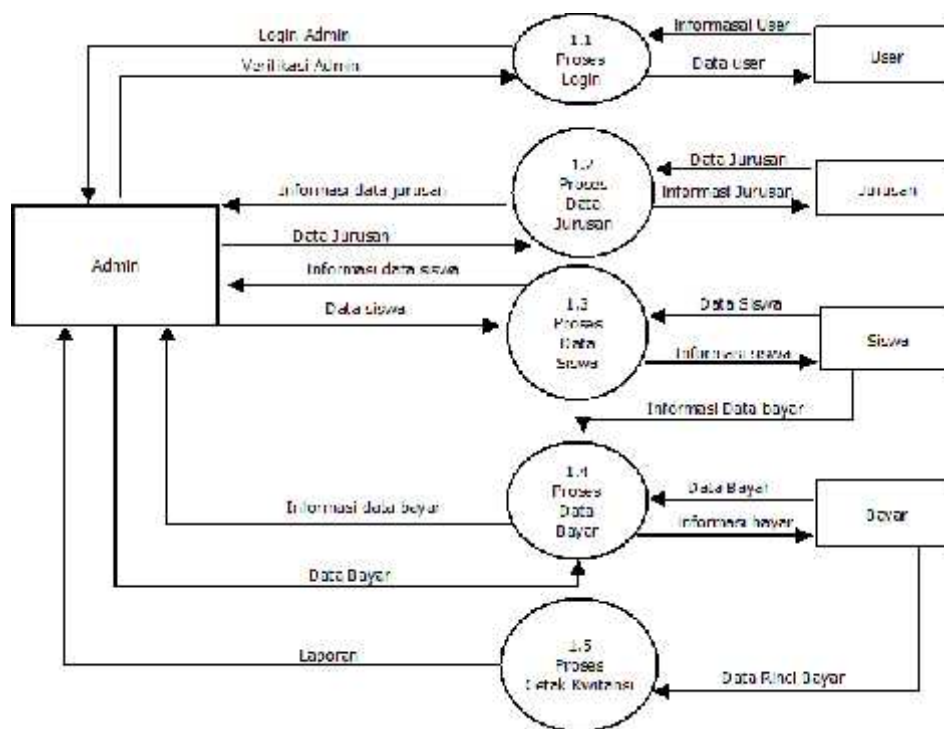 Login Admin
Verifikasi Admin
1.1
Proses
Login
Informasai User
Data user
User
Informasi data jurusan
Data Jurusan
1.2
Proses
Data
Jurusan
Data Jurusan
Informasi Jurusan
Jurusan
Admin
Informasi data siswa
Data siswa
1.3
Proses
Data
Siswa
Data Siswa
Informasi siswa
Siswa
Informasi Data bayar
Informasi data bayar
Data Bayar
1.4
Proses
Data
Bayar
Data Bayar
Informasi bayar
Bayar
Laporan
1.5
Proses
Cetak Kwitansi
Data Rinci Bayar